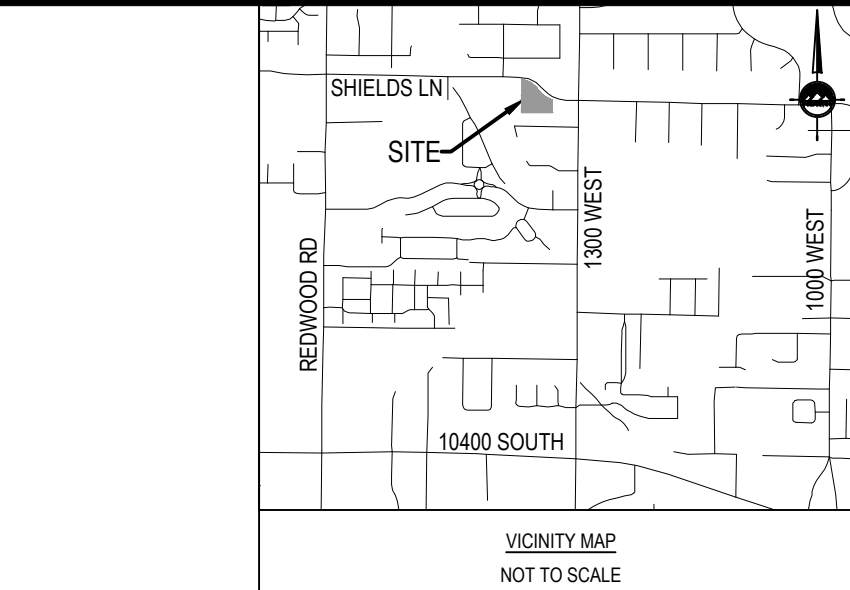 SHIELDS LN
SITE
1300 WEST
1000 WEST
REDWOOD RD
10400 SOUTH
VICINITY MAP
NOT TO SCALE